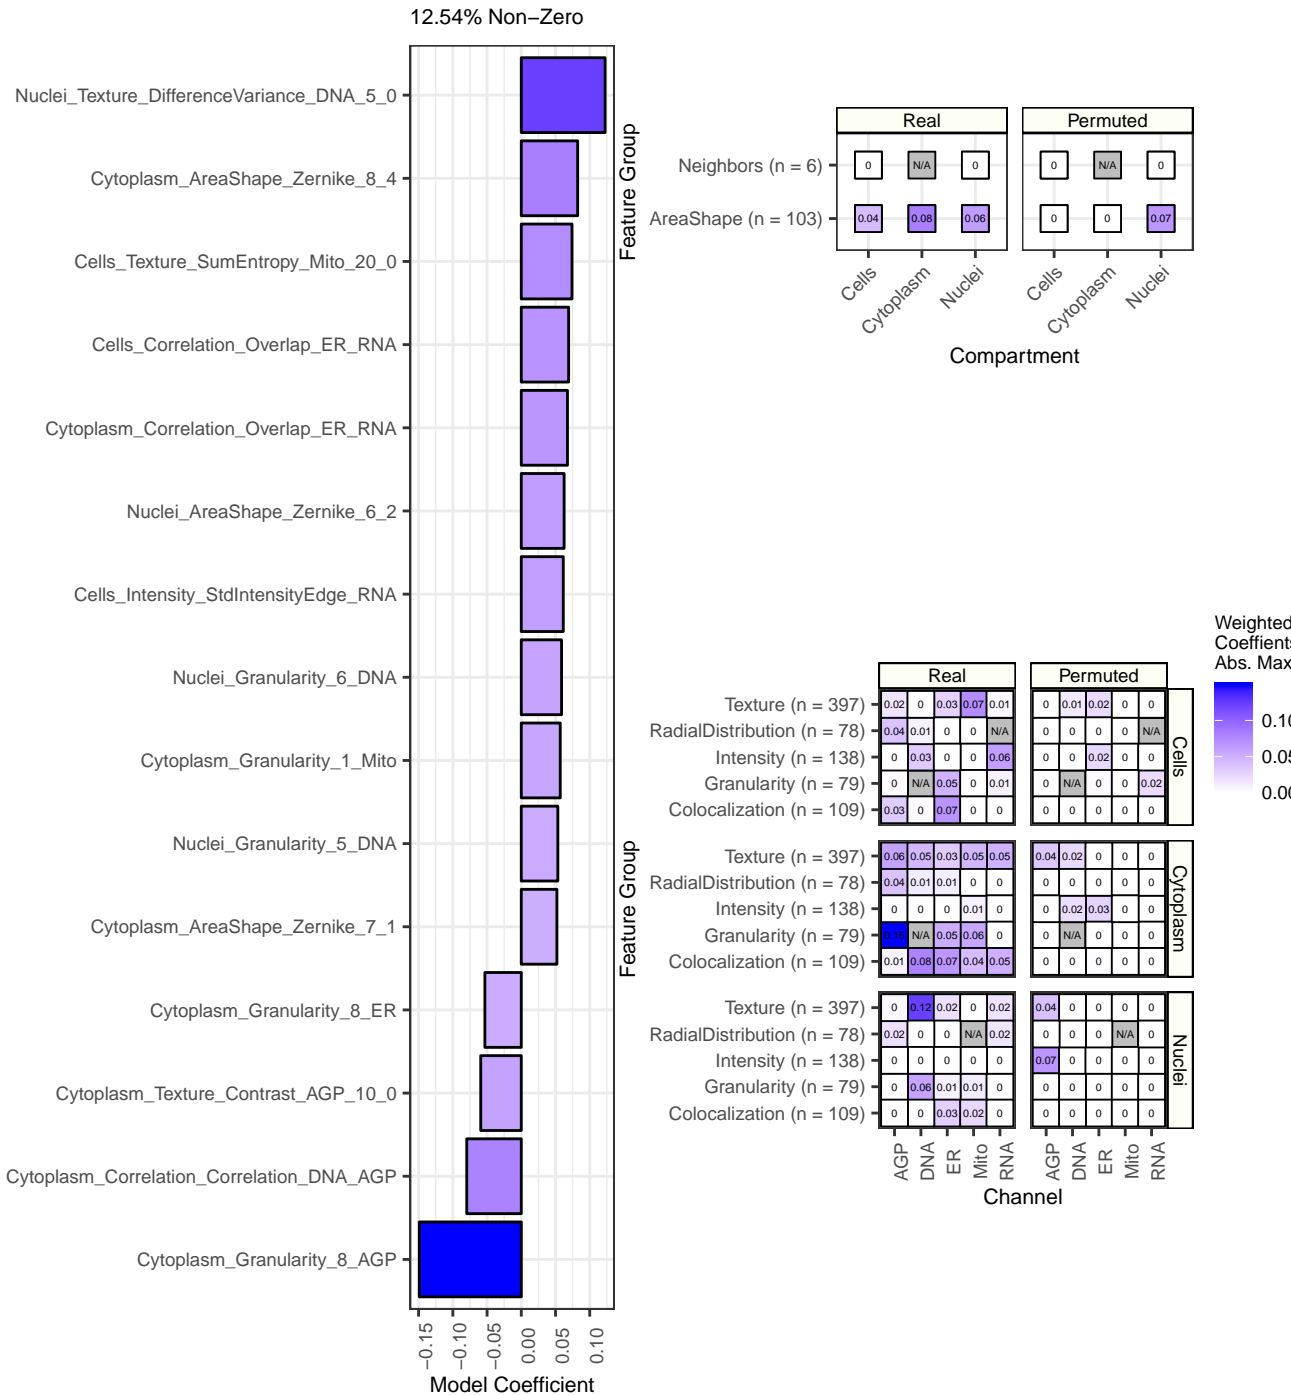 12.54% Non−Zero
Nuclei_Texture_DifferenceVariance_DNA_5_0
Cytoplasm_AreaShape_Zernike_8_4
Cells_Texture_SumEntropy_Mito_20_0
Cells_Correlation_Overlap_ER_RNA
Cytoplasm_Correlation_Overlap_ER_RNA
Nuclei_AreaShape_Zernike_6_2
Cells_Intensity_StdIntensityEdge_RNA
Nuclei_Granularity_6_DNA
Cytoplasm_Granularity_1_Mito
Nuclei_Granularity_5_DNA
Cytoplasm_AreaShape_Zernike_7_1
Cytoplasm_Granularity_8_ER
Cytoplasm_Texture_Contrast_AGP_10_0
Cytoplasm_Correlation_Correlation_DNA_AGP
Cytoplasm_Granularity_8_AGP
−0.15 −0.10 −0.05 0.00 0.05 0.10
Model Coefficient
Feature Group
Real Permuted
Neighbors (n = 6) 0 N/A 0 0 N/A 0
AreaShape (n = 103) 0.04 0.08 0.06 0 0 0.07
Cells Cytoplasm Nuclei Cells Cytoplasm Nuclei
Compartment
Feature Group
Real Permuted
Texture (n = 397) 0.02 0 0.03 0.07 0.01 0 0.01 0.02 0 0
RadialDistribution (n = 78) 0.04 0.01 0 0 N/A 0 0 0 0 N/A
Intensity (n = 138) 0 0.03 0 0 0.06 0 0 0.02 0 0
Granularity (n = 79) 0 N/A 0.05 0 0.01 0 N/A 0 0 0.02
Colocalization (n = 109) 0.03 0 0.07 0 0 0 0 0 0 0
Cells
Texture (n = 397) 0.06 0.05 0.03 0.05 0.05 0.04 0.02 0 0 0
RadialDistribution (n = 78) 0.04 0.01 0.01 0 0 0 0 0 0 0
Intensity (n = 138) 0 0 0 0.01 0 0 0.02 0.03 0 0
Granularity (n = 79) 0.15 N/A 0.05 0.06 0 0 N/A 0 0 0
Colocalization (n = 109) 0.01 0.08 0.07 0.04 0.05 0 0 0 0 0
Cytoplasm
Texture (n = 397) 0 0.12 0.02 0 0.02 0.04 0 0 0 0
RadialDistribution (n = 78) 0.02 0 0 N/A 0.02 0 0 0 N/A 0
Intensity (n = 138) 0 0 0 0 0 0.07 0 0 0 0
Granularity (n = 79) 0 0.06 0.01 0.01 0 0 0 0 0 0
Colocalization (n = 109) 0 0 0.03 0.02 0 0 0 0 0 0
Nuclei
AGP DNA ER Mito RNA AGP DNA ER Mito RNA
Channel
Weighted
Coeffients
Abs. Max
0.10
0.05
0.00